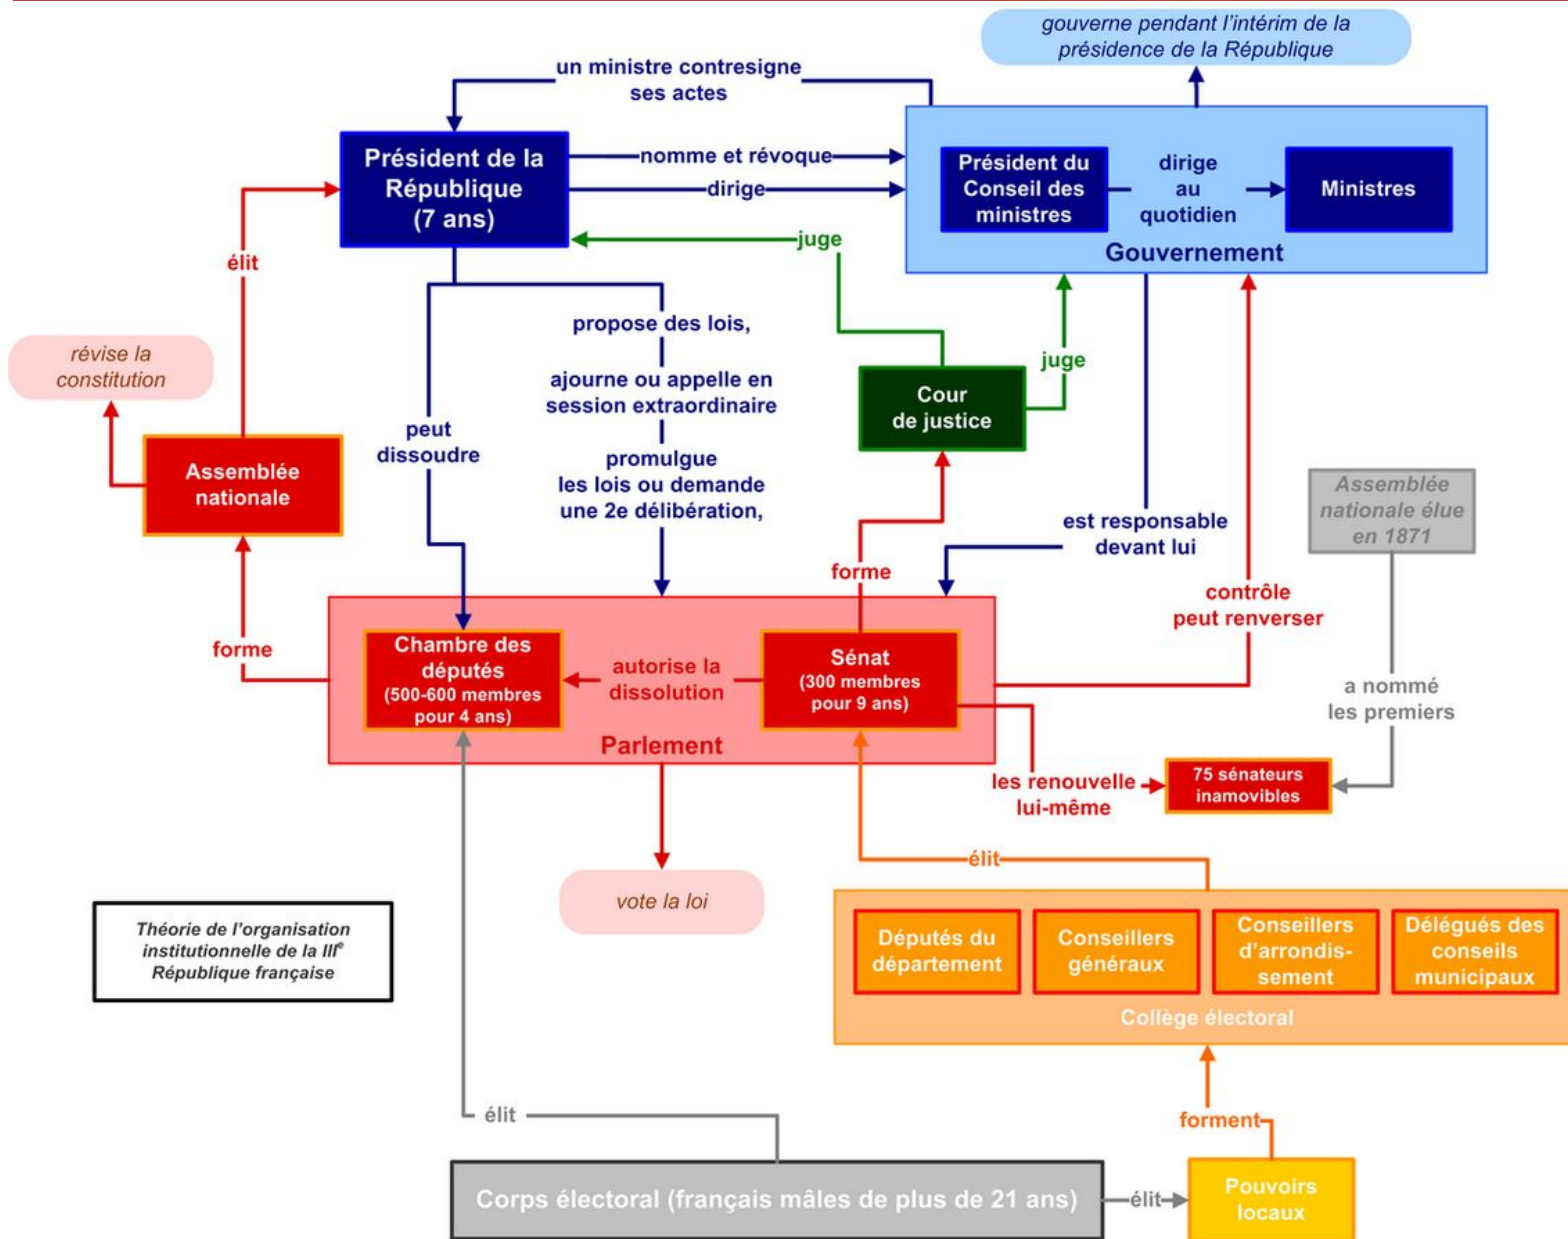 gouverne pendant l'intérim de la
présidence de la République
un ministre contresigne
ses actes
Président de la
République
(7 ans)
nomme et révoque
dirige
Président du
Conseil des
ministres
dirige
au
quotidien
Ministres
Gouvernement
juge
élit
propose des lois,
ajourne ou appelle en
session extraordinaire
promulgue
les lois ou demande
une 2e délibération,
révise la
constitution
juge
Cour
de justice
peut
dissoudre
Assemblée
nationale
Assemblée
nationale élue
en 1871
est responsable
devant lui
forme
contrôle
peut renverser
forme
Chambre des
députés
(500-600 membres
pour 4 ans)
autorise la
dissolution
Sénat
(300 membres
pour 9 ans)
Parlement
a nommé
les premiers
les renouvelle
lui-même
75 sénateurs
inamovibles
élit
vote la loi
Théorie de l'organisation
institutionnelle de la IIIe
République française
Députés du
département
Conseillers
généraux
Conseillers
d'arrondis-
sement
Délégués des
conseils
municipaux
Collège électoral
élit
forment
Corps électoral (français mâles de plus de 21 ans)
élit
Pouvoirs
locaux